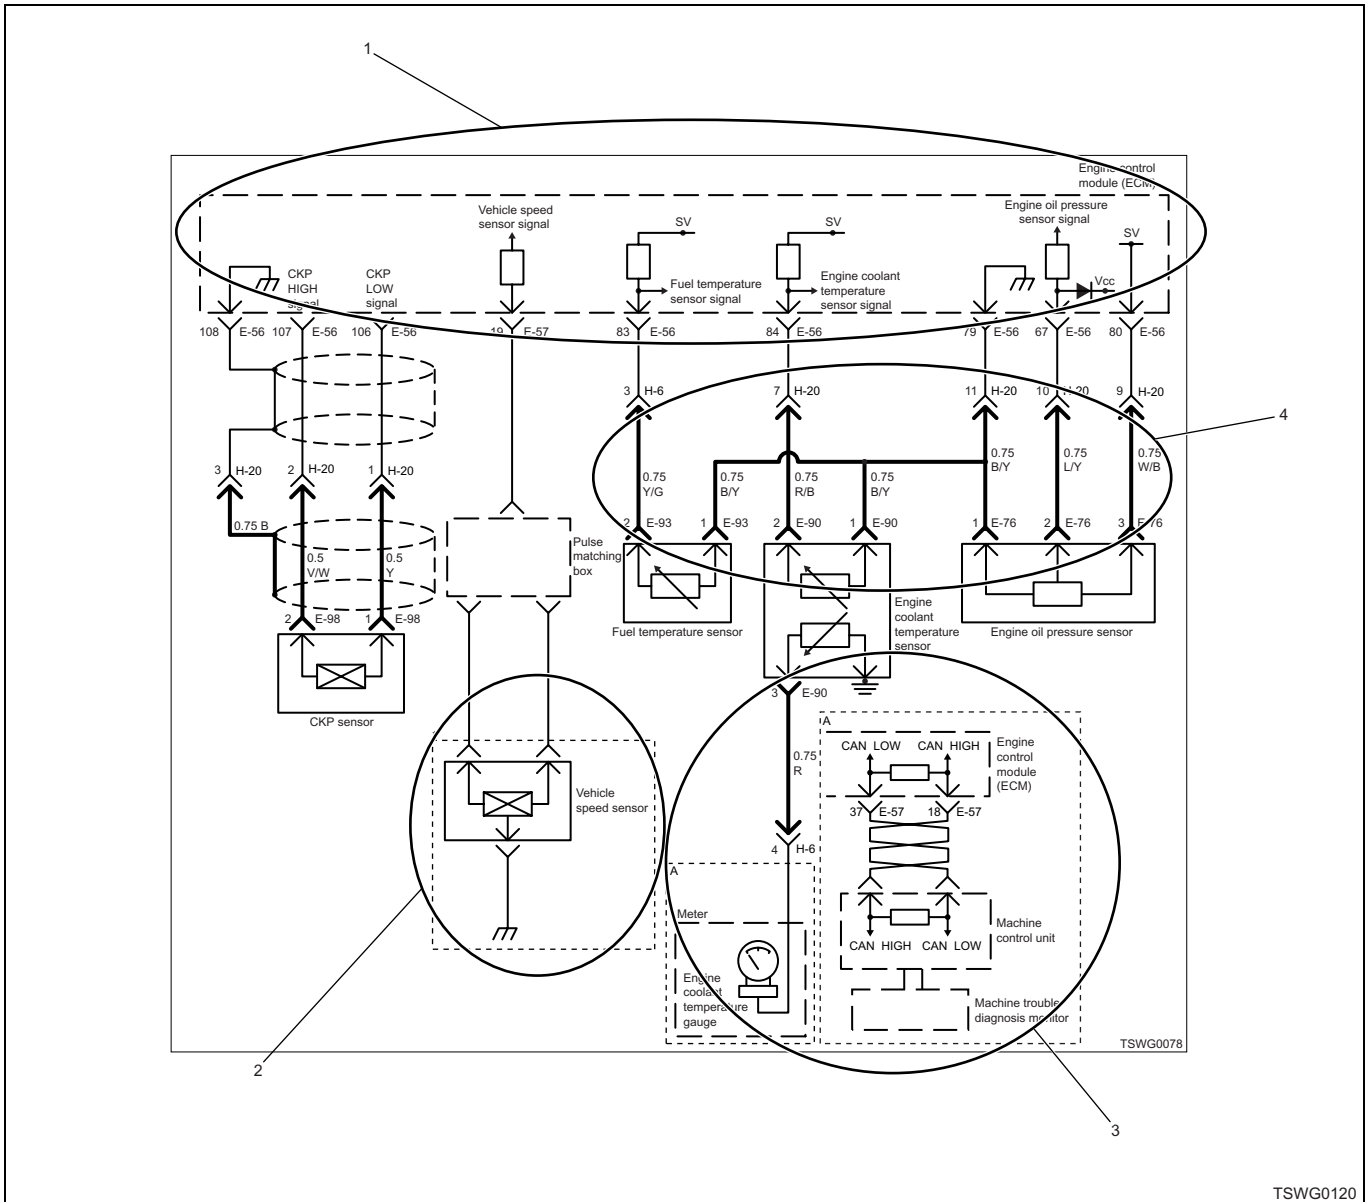 1
Engine control
module (ECM)
Vehicle speed
sensor signal
Engine oil pressure
sensor signal
SV
SV
SV
CKP
HIGH
signal
CKP
LOW
signal
Fuel temperature
sensor signal
Engine coolant
temperature
sensor signal
Vcc
108 E-56 107 E-56 106 E-56 19 E-57 83 E-56 84 E-56 79 E-56 67 E-56 80 E-56
3 H-6 7 H-20 11 H-20 10 H-20 9 H-20
4
3 H-20 2 H-20 1 H-20
0.75
Y/G
0.75
B/Y
0.75
R/B
0.75
B/Y
0.75
B/Y
0.75
L/Y
0.75
W/B
0.75 B
0.5
V/W
0.5
Y
2 E-93 1 E-93 2 E-90 1 E-90 1 E-76 2 E-76 3 E-76
Pulse
matching
box
2 E-98 1 E-98
Fuel temperature sensor
Engine
coolant
temperature
sensor
Engine oil pressure sensor
CKP sensor
3 E-90
0.75
R
A
CAN LOW CAN HIGH
Engine
control
module
(ECM)
Vehicle
speed sensor
37 E-57 18 E-57
4 H-6
A
Meter
Machine
control unit
CAN HIGH CAN LOW
Engine
coolant
temperature
gauge
Machine trouble
diagnosis monitor
TSWG0078
2
3
TSWG0120